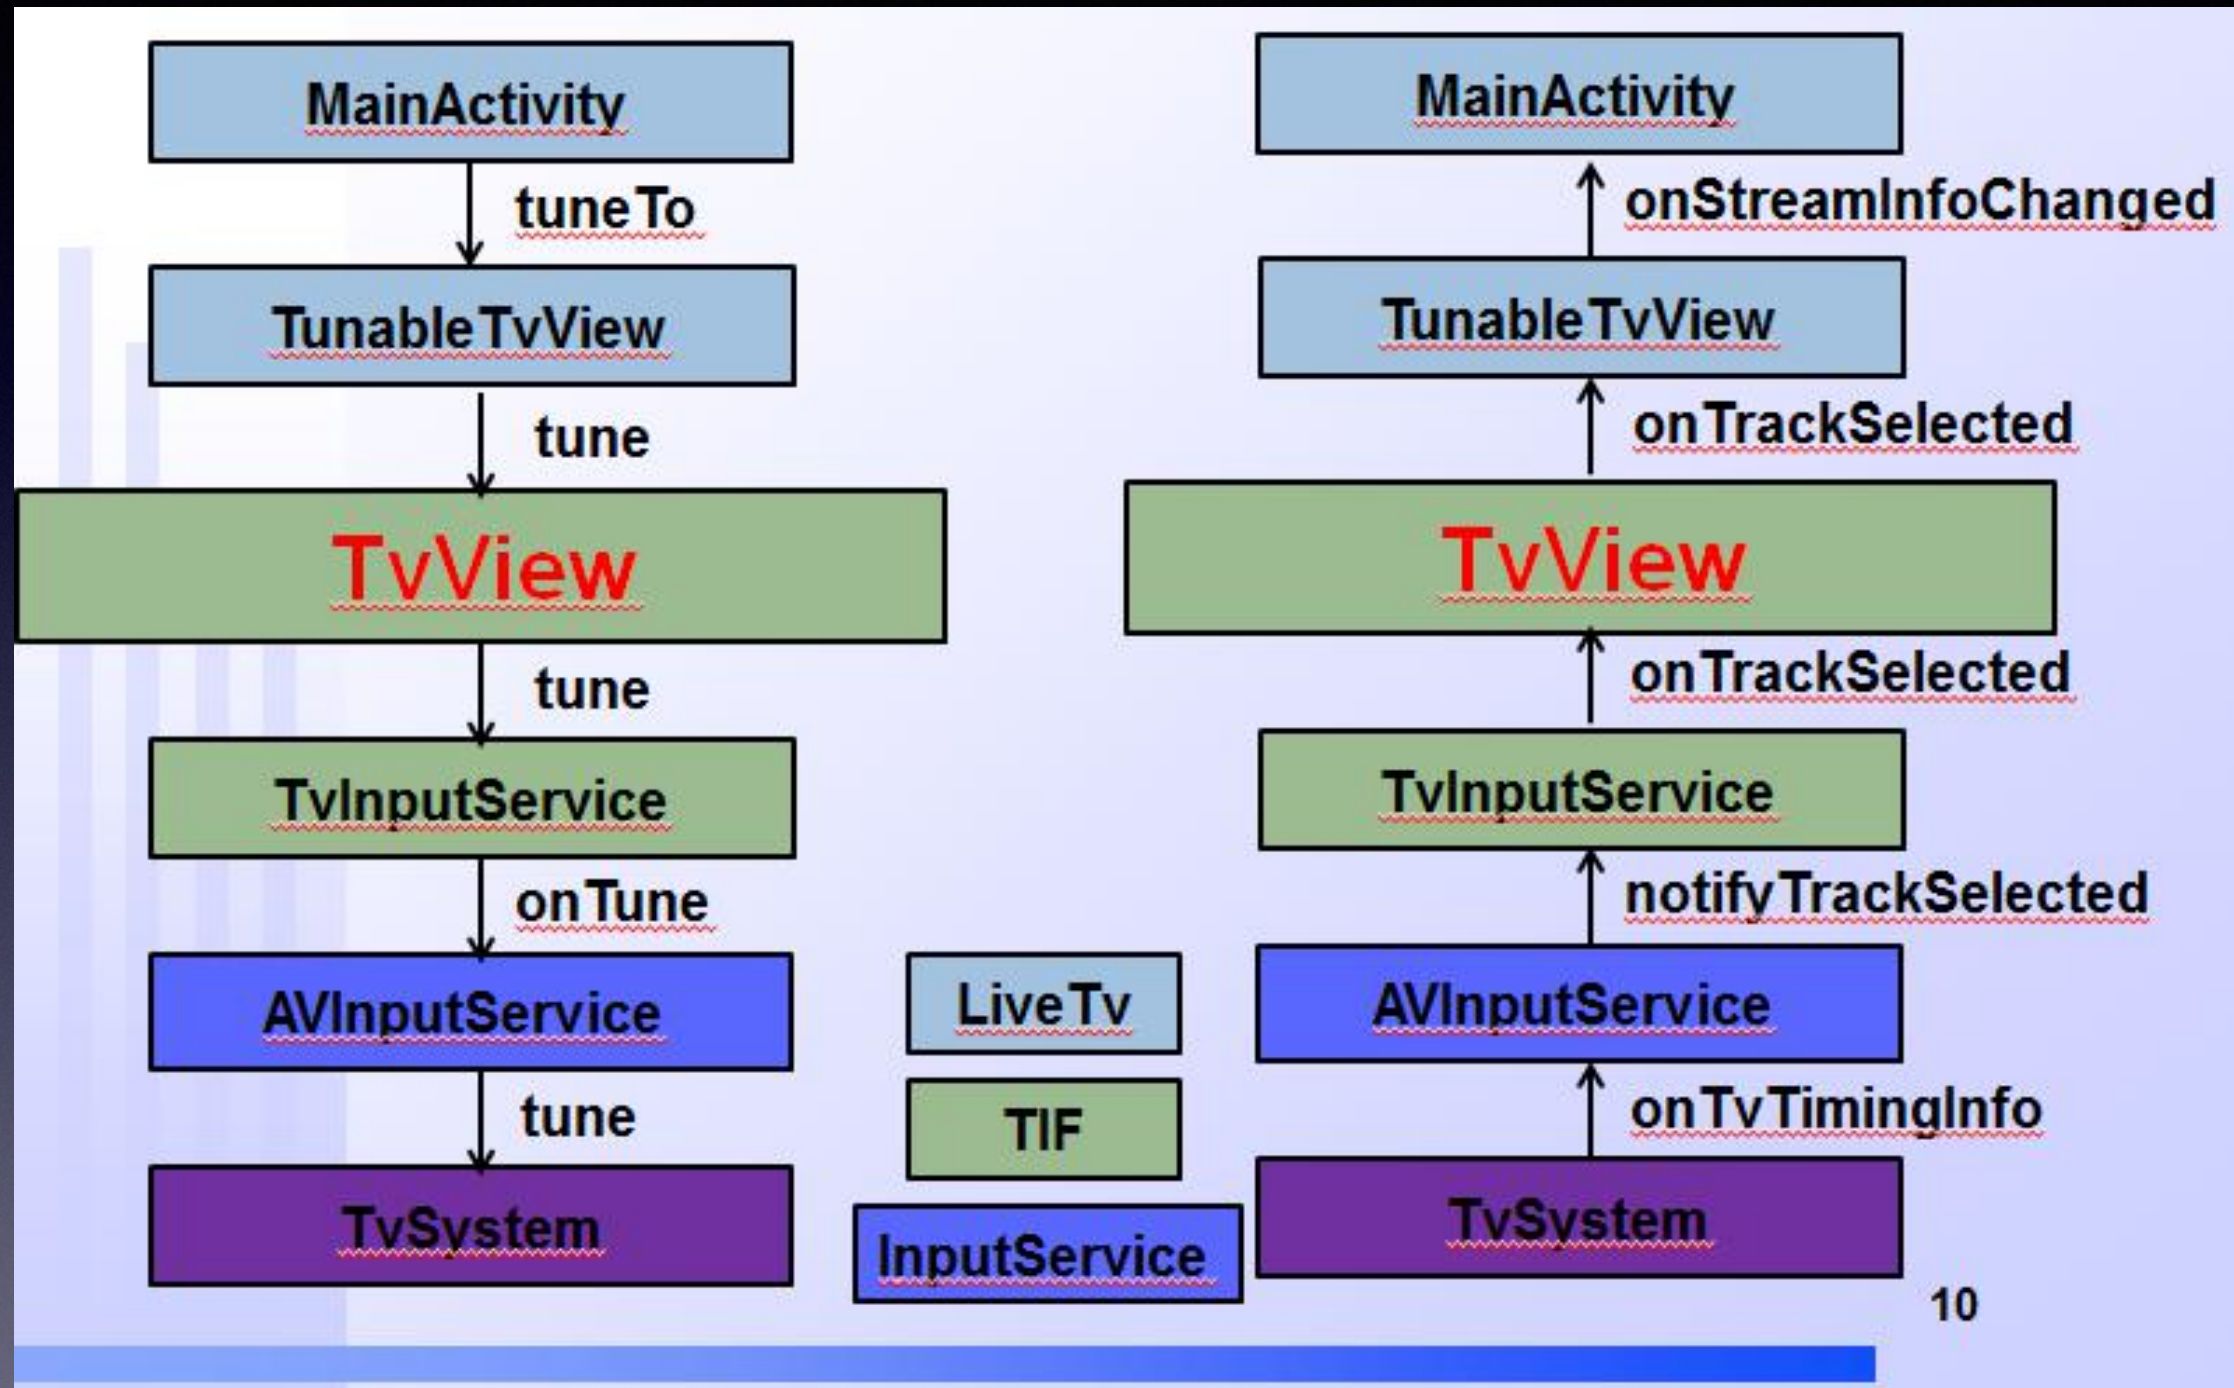 MainActivity
tuneTo
TunableTvView
tune
TvView
tune
TvInputService
onTune
AVInputService
tune
TvSystem
LiveTv
TIF
InputService
MainActivity
onStreamInfoChanged
TunableTvView
onTrackSelected
TvView
onTrackSelected
TvInputService
notifyTrackSelected
AVInputService
onTvTimingInfo
TvSystem
10